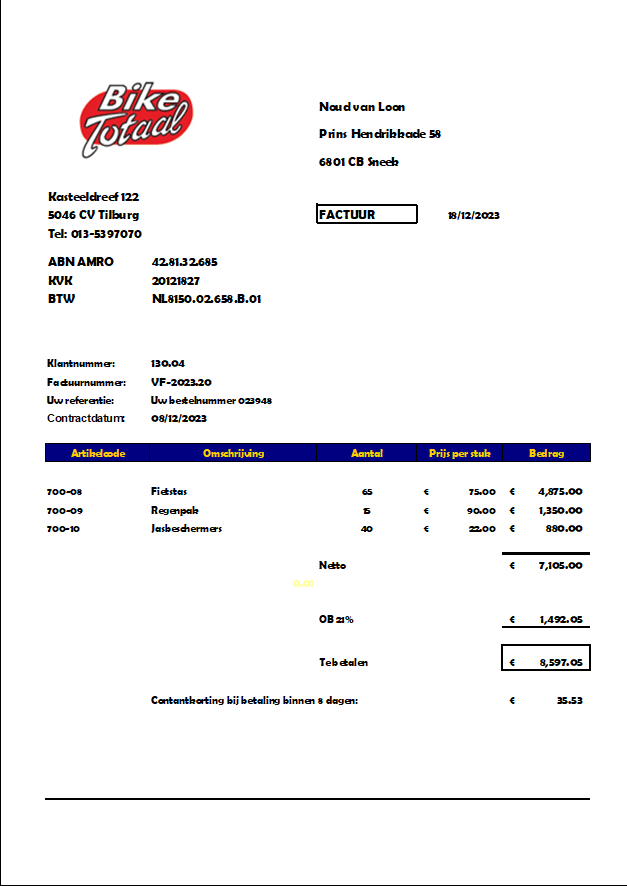 Bike
Totaal
Noud van Loon
Prins Hendrikkade 58
6801 CB Sneek
Kasteeldreef 122
5046 CV Tilburg
Tel: 013-5397070
FACTUUR 18/12/2023
ABN AMRO 42.81.32.685
KVK 20121827
BTW NL8150.02.658.B.01
Klantnummer: 130.04
Factuurnummer: VF-2023.20
Uw referentie: Uw bestelnummer 023948
Contractdatum: 08/12/2023
Artikelcode Omschrijving Aantal Prijs per stuk Bedrag
700-08 Fietstas 65 € 75.00 € 4,875.00
700-09 Regenpak 15 € 90.00 € 1,350.00
700-10 Jasbeschermers 40 € 22.00 € 880.00
Netto € 7,105.00
0.00
OB 21% € 1,492.05
Te betalen € 8,597.05
Contantkorting bij betaling binnen 8 dagen: € 35.53